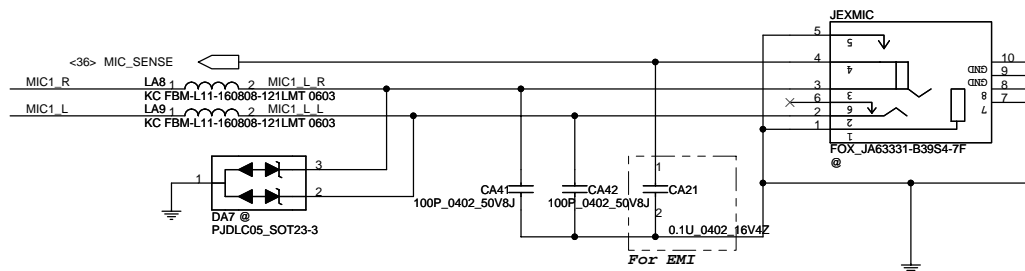 JEXMIC
5
5
10
<36> MIC_SENSE
4
4
GND
9
MIC1_R
LA8 1
2 MIC1_L_R
3
3
GND
8
KC FBM-L11-160808-121LMT 0603
6
6
8
7
7
MIC1_L
LA9 1
2 MIC1_L_L
2
2
KC FBM-L11-160808-121LMT 0603
1
1
FOX_JA63331-B39S4-7F
@
1
3
2
DA7 @
PJDLC05_SOT23-3
CA41
100P_0402_50V8J
CA42
100P_0402_50V8J
1
CA21
2
0.1U_0402_16V4Z
For EMI